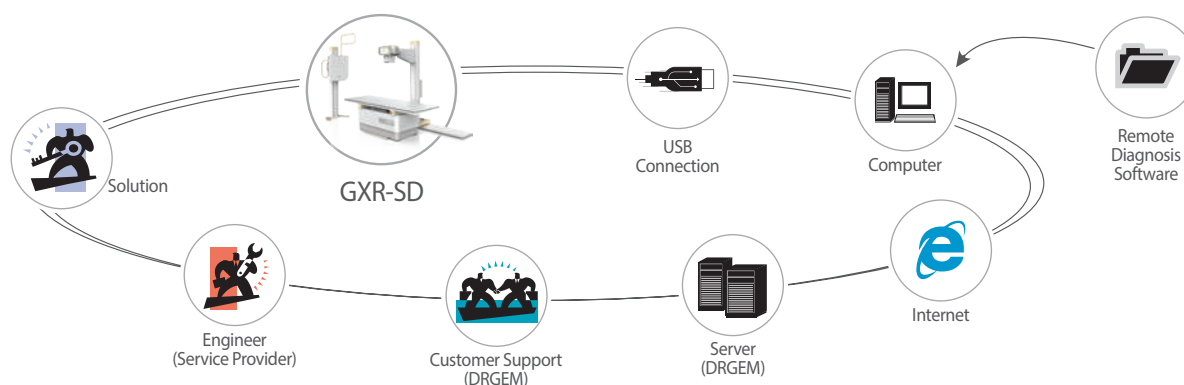 Solution
GXR-SD
USB
Connection
Computer
Remote
Diagnosis
Software
Internet
Server
(DRGEM)
Customer Support
(DRGEM)
Engineer
(Service Provider)